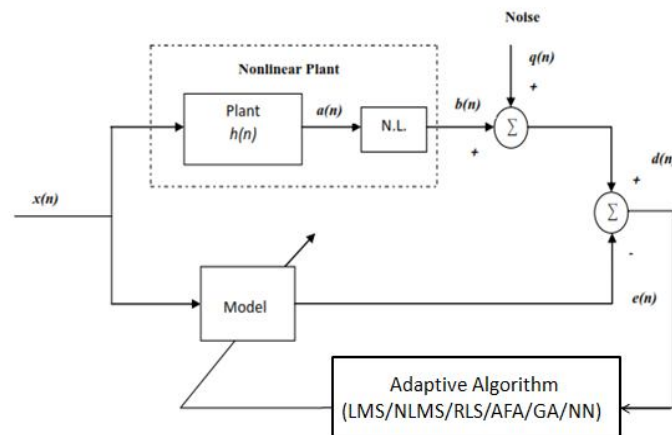 Noise
q(n)
+
Nonlinear Plant
Plant
h(n)
a(n)
N.L.
b(n)
+
Σ
d(n
+
x(n)
Σ
-
Model
e(n)
Adaptive Algorithm
(LMS/NLMS/RLS/AFA/GA/NN)